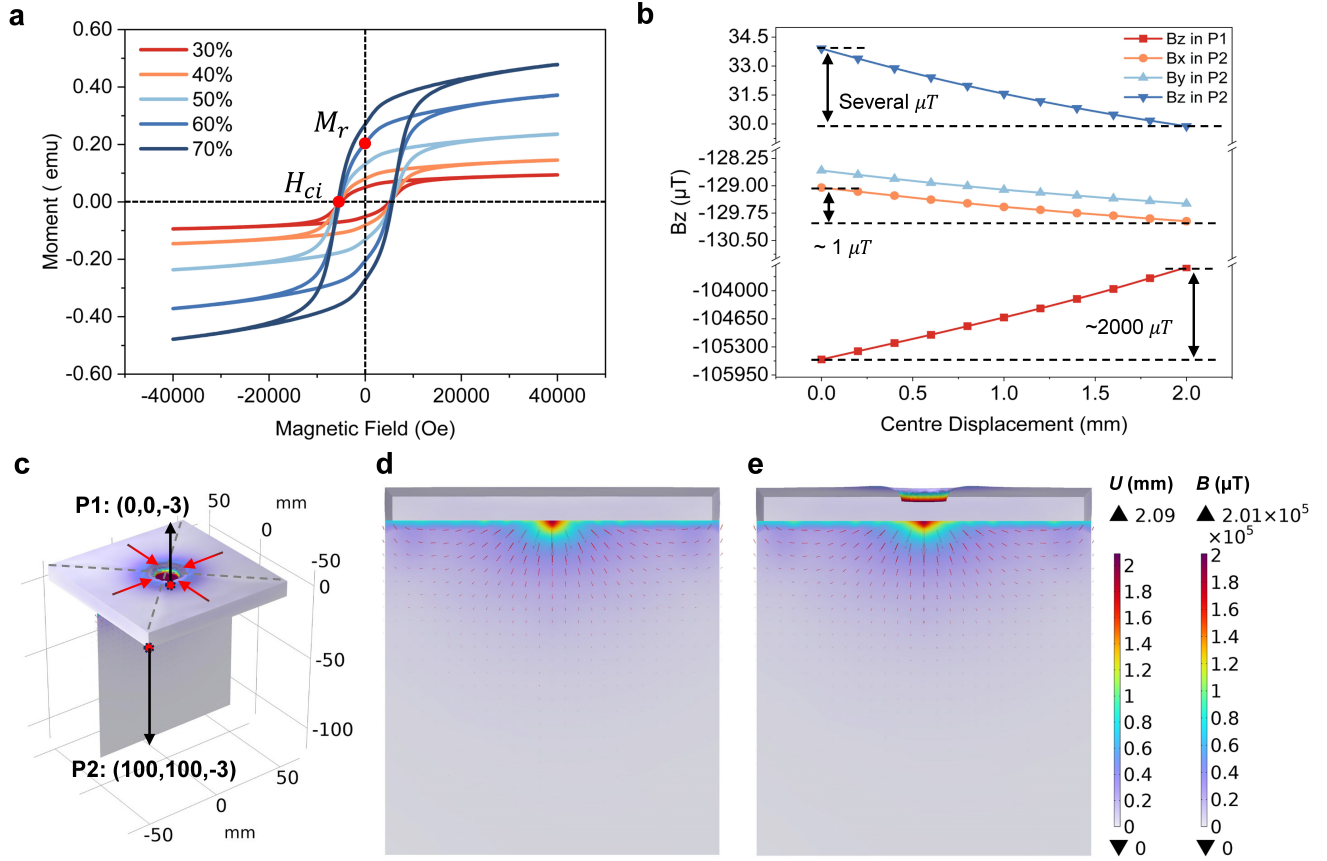 a
0.60
0.40
0.20
0.00
-0.20
-0.40
-0.60
Moment ( emu)
30%
40%
50%
60%
70%
M_r
H_ci
-40000 -20000 0 20000 40000
Magnetic Field (Oe)
b
34.5
33.0
31.5
30.0
-128.25
-129.00
-129.75
-130.50
-104000
-104650
-105300
-105950
Bz (μT)
Bz in P1
Bx in P2
By in P2
Bz in P2
Several μT
~ 1 μT
~2000 μT
0.0 0.5 1.0 1.5 2.0
Centre Displacement (mm)
c
P1: (0,0,-3)
50
mm
0
-50
0
-50
-100
P2: (100,100,-3)
50
0
mm
-50
d
e
U (mm)
2.09
2
1.8
1.6
1.4
1.2
1
0.8
0.6
0.4
0.2
0
0
B (μT)
2.01×10⁵
×10⁵
2
1.8
1.6
1.4
1.2
1
0.8
0.6
0.4
0.2
0
0